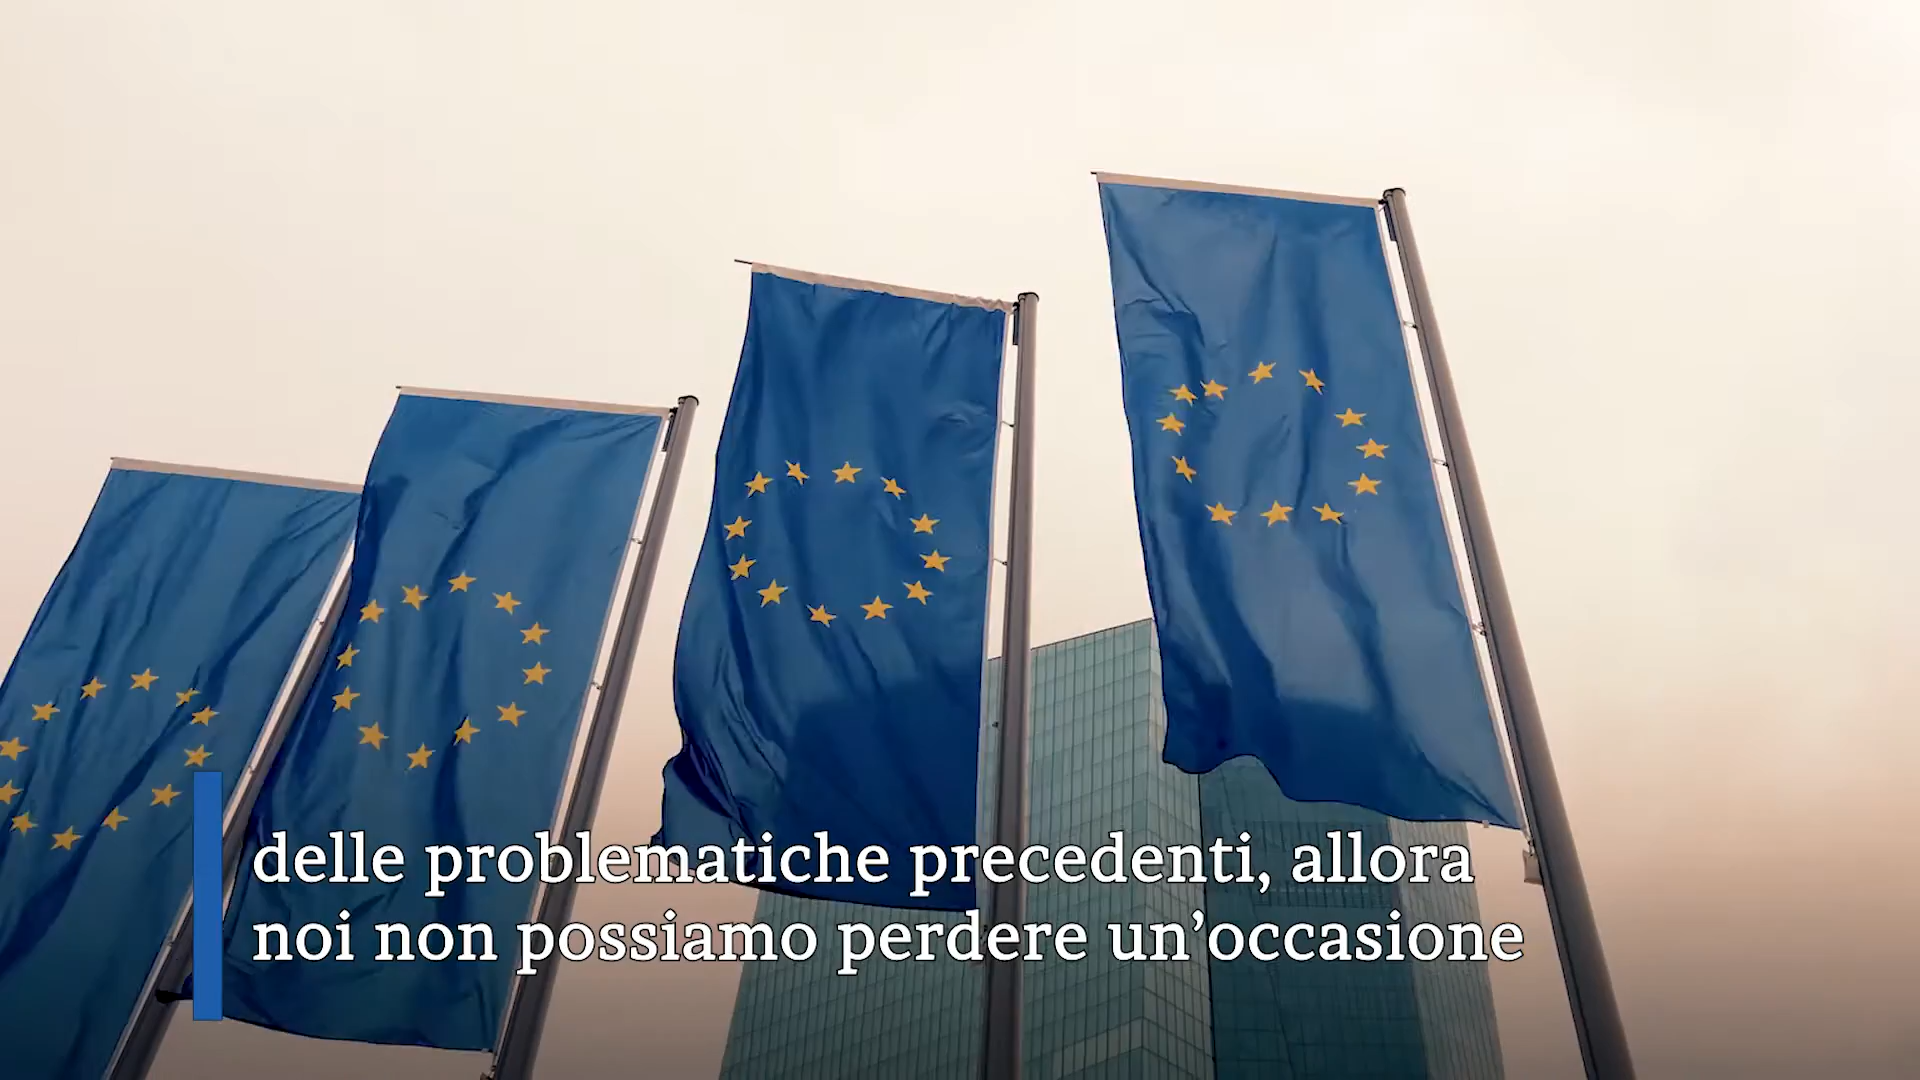 delle problematiche precedenti, allora
noi non possiamo perdere un’occasione